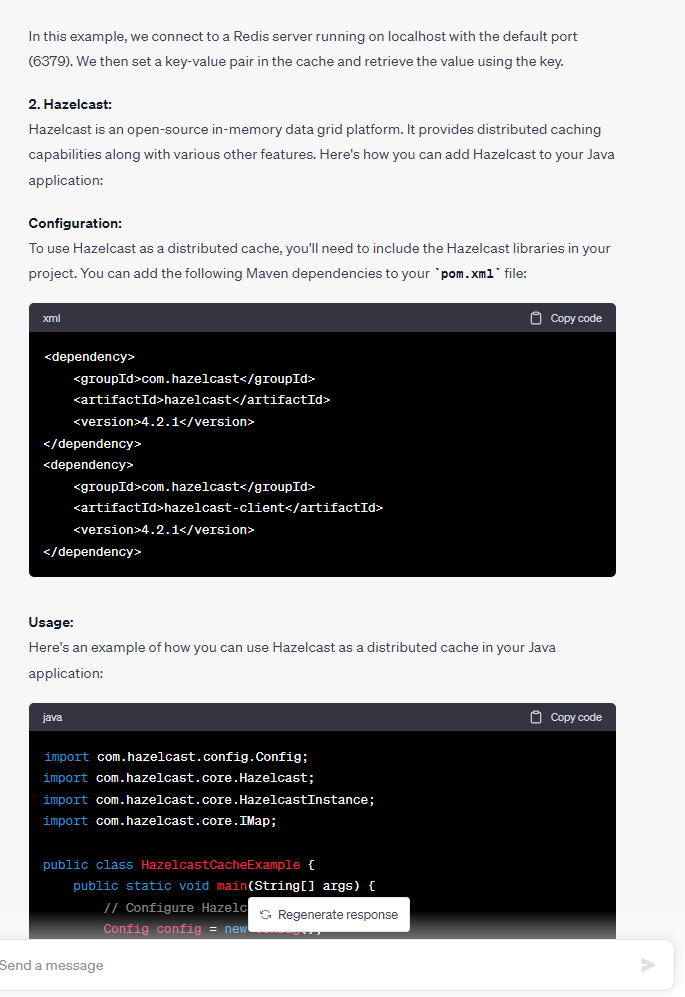 In this example, we connect to a Redis server running on localhost with the default port
(6379). We then set a key-value pair in the cache and retrieve the value using the key.
2. Hazelcast:
Hazelcast is an open-source in-memory data grid platform. It provides distributed caching
capabilities along with various other features. Here's how you can add Hazelcast to your Java
application:
Configuration:
To use Hazelcast as a distributed cache, you'll need to include the Hazelcast libraries in your
project. You can add the following Maven dependencies to your `pom.xml` file:
xml Copy code
<dependency>
    <groupId>com.hazelcast</groupId>
    <artifactId>hazelcast</artifactId>
    <version>4.2.1</version>
</dependency>
<dependency>
    <groupId>com.hazelcast</groupId>
    <artifactId>hazelcast-client</artifactId>
    <version>4.2.1</version>
</dependency>
Usage:
Here's an example of how you can use Hazelcast as a distributed cache in your Java
application:
java Copy code
import com.hazelcast.config.Config;
import com.hazelcast.core.Hazelcast;
import com.hazelcast.core.HazelcastInstance;
import com.hazelcast.core.IMap;
public class HazelcastCacheExample {
    public static void main(String[] args) {
        // Configure Hazelc
Regenerate response
        Config config = new
Send a message